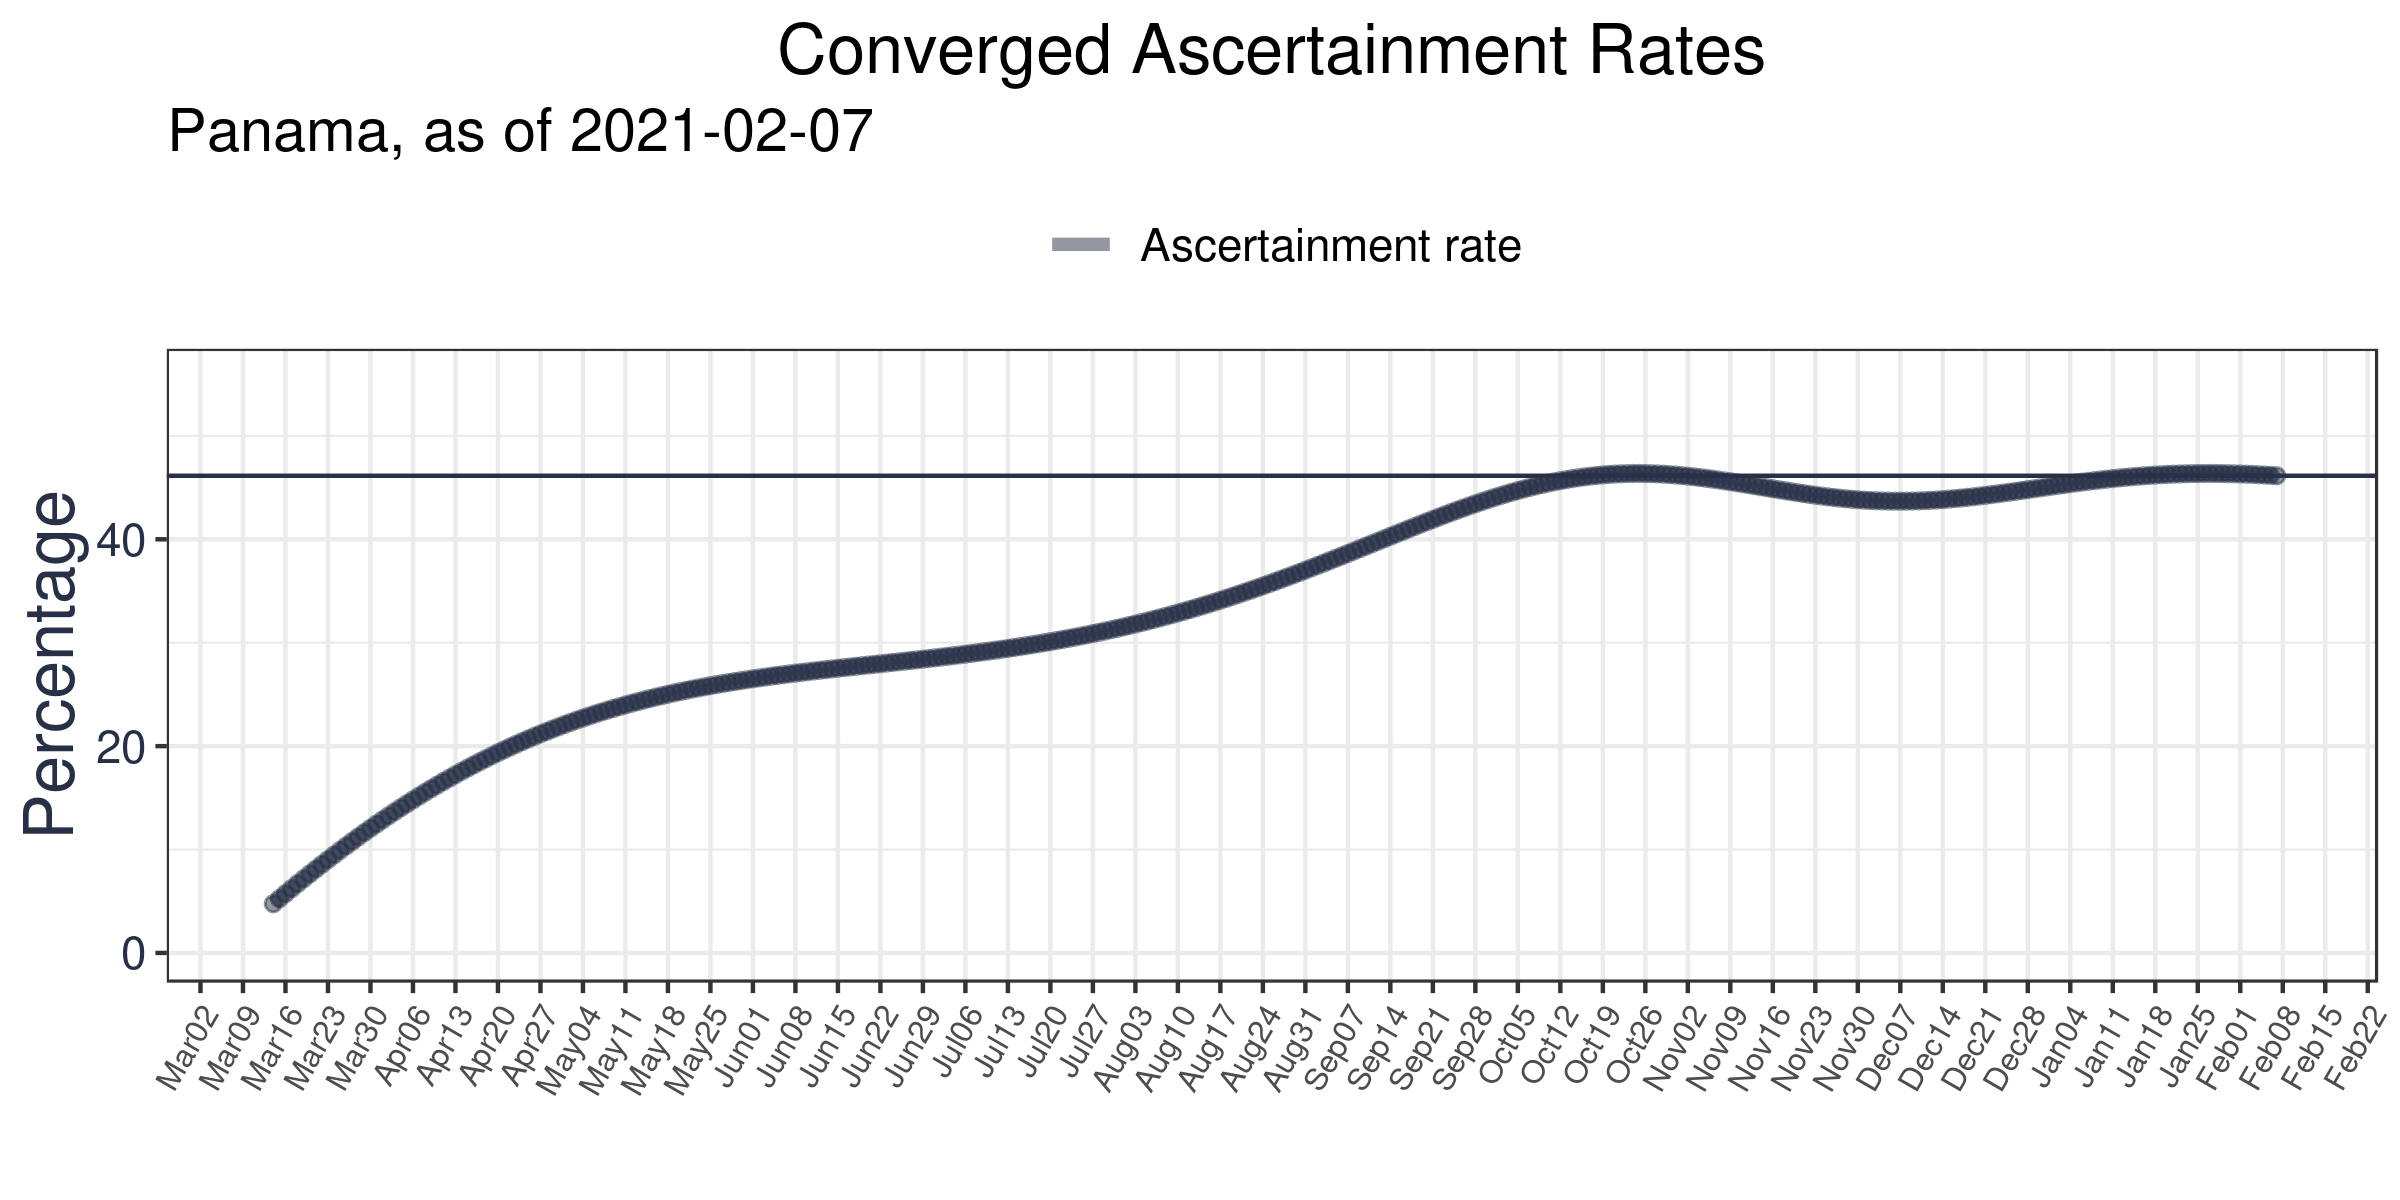 Converged Ascertainment Rates
Panama, as of 2021-02-07
Ascertainment rate
Percentage
40
20
0
Mar02 Mar09 Mar16 Mar23 Mar30 Apr06 Apr13 Apr20 Apr27 May04 May11 May18 May25 Jun01 Jun08 Jun15 Jun22 Jun29 Jul06 Jul13 Jul20 Jul27 Aug03 Aug10 Aug17 Aug24 Aug31 Sep07 Sep14 Sep21 Sep28 Oct05 Oct12 Oct19 Oct26 Nov02 Nov09 Nov16 Nov23 Nov30 Dec07 Dec14 Dec21 Dec28 Jan04 Jan11 Jan18 Jan25 Feb01 Feb08 Feb15 Feb22